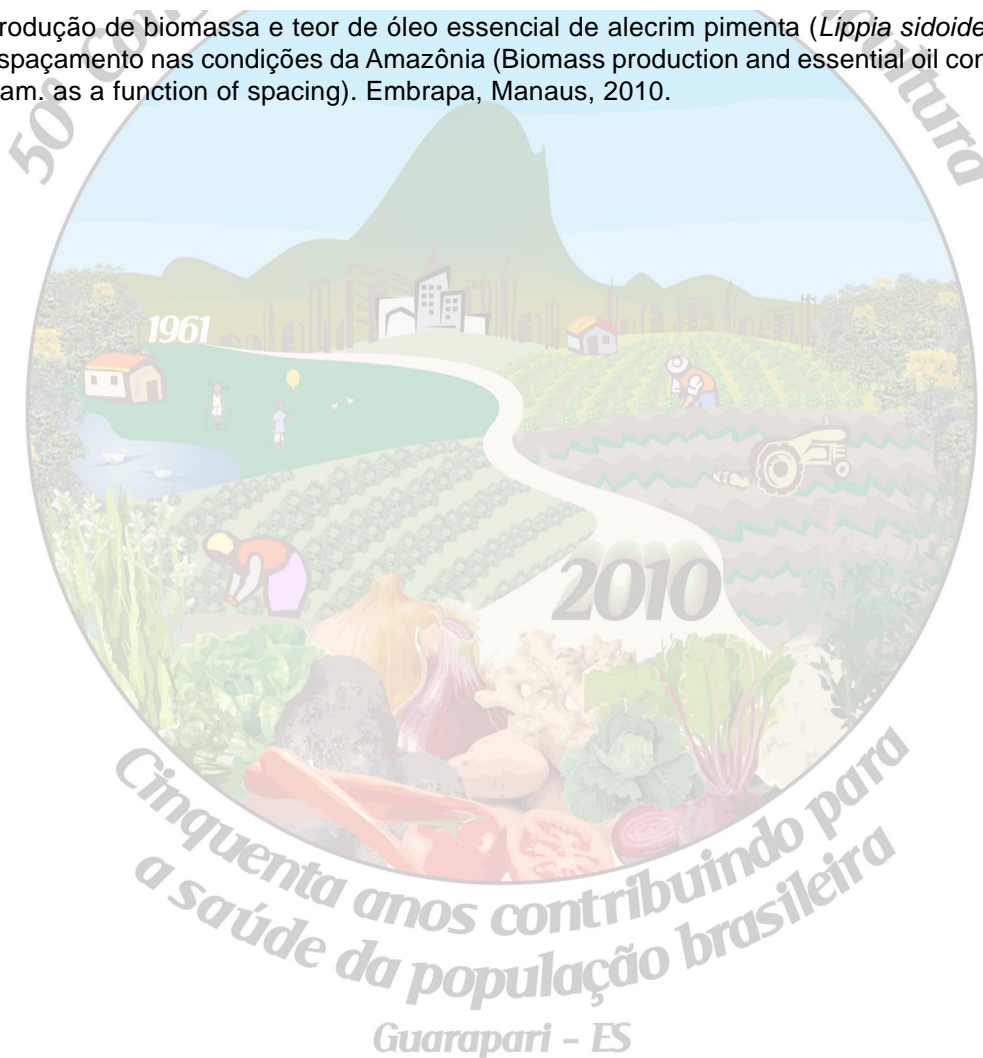 rodução de biomassa e teor de óleo essencial de alecrim pimenta (Lippia sidoide
spaçamento nas condições da Amazônia (Biomass production and essential oil con
am. as a function of spacing). Embrapa, Manaus, 2010.
50º
1961
2010
Cinquenta anos contribuindo para
a saúde da população brasileira
Guarapari - ES